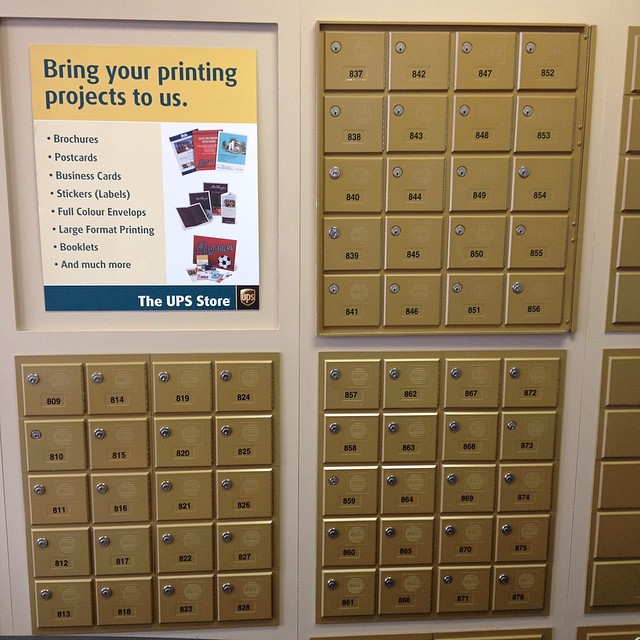 Bring your printing
projects to us.
• Brochures
• Postcards
• Business Cards
• Stickers (Labels)
• Full Colour Envelops
• Large Format Printing
• Booklets
• And much more
The UPS Store
ups
837 842 847 852
838 843 848 853
840 844 849 854
839 845 850 855
841 846 851 856
809 814 819 824
810 815 820 825
811 816 821 826
812 817 822 827
813 818 823 828
857 862 867 872
858 863 868 873
859 864 869 874
860 865 870 875
861 866 871 876